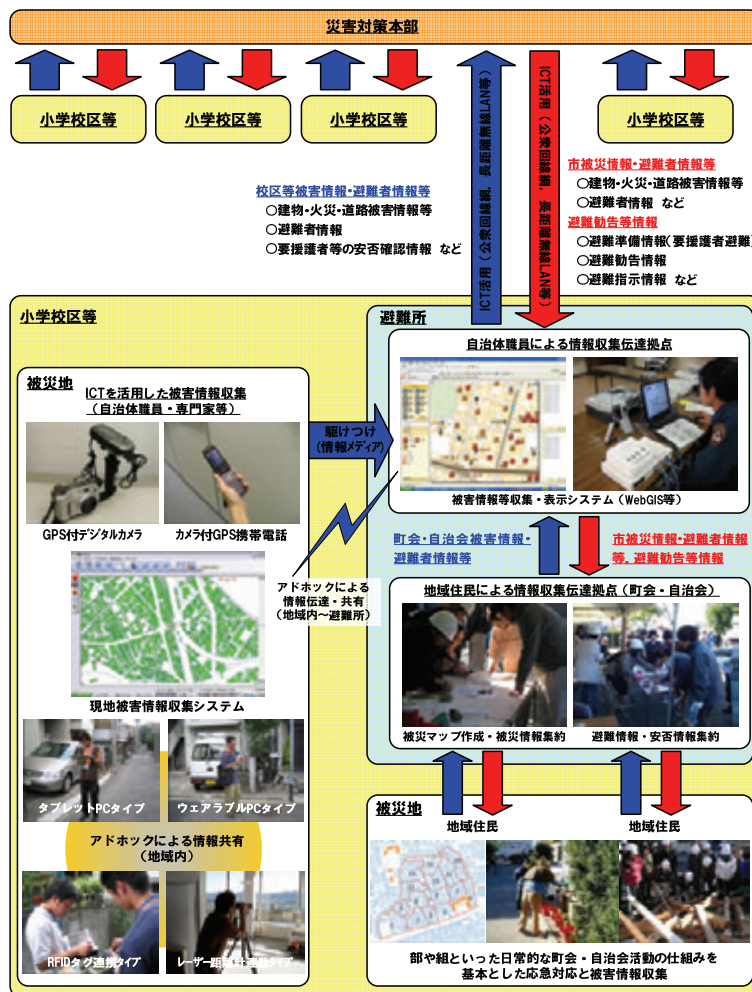 災害対策本部
小学校区等
小学校区等
小学校区等
小学校区等
ICT活用(公衆回線網,長距離無線LAN等)
ICT活用(公衆回線網,長距離無線LAN等)
校区等被害情報・避難者情報等
○建物・火災・道路被害情報等
○避難者情報
○要援護者等の安否確認情報 など
市被災情報・避難者情報等
○建物・火災・道路被害情報等
○避難者情報 など
避難勧告等情報
○避難準備情報(要援護者避難
○避難勧告情報
○避難指示情報 など
小学校区等
被災地
ICTを活用した被害情報収集
(自治体職員・専門家等)
GPS付デジタルカメラ
カメラ付GPS携帯電話
現地被害情報収集システム
タブレットPCタイプ
ウェアラブルPCタイプ
アドホックによる情報共有
(地域内)
RFIDタグ連携タイプ
レーザー距離計連動タイプ
駆けつけ
(情報メディア)
アドホックによる
情報伝達・共有
(地域内~避難所)
避難所
自治体職員による情報収集伝達拠点
被害情報等収集・表示システム(WebGIS等)
町会・自治会被害情報・
避難者情報等
市被災情報・避難者情報
等,避難勧告等情報
地域住民による情報収集伝達拠点(町会・自治会)
被災マップ作成・被災情報集約
避難情報・安否情報集約
被災地
地域住民
地域住民
部や組といった日常的な町会・自治会活動の仕組みを
基本とした応急対応と被害情報収集